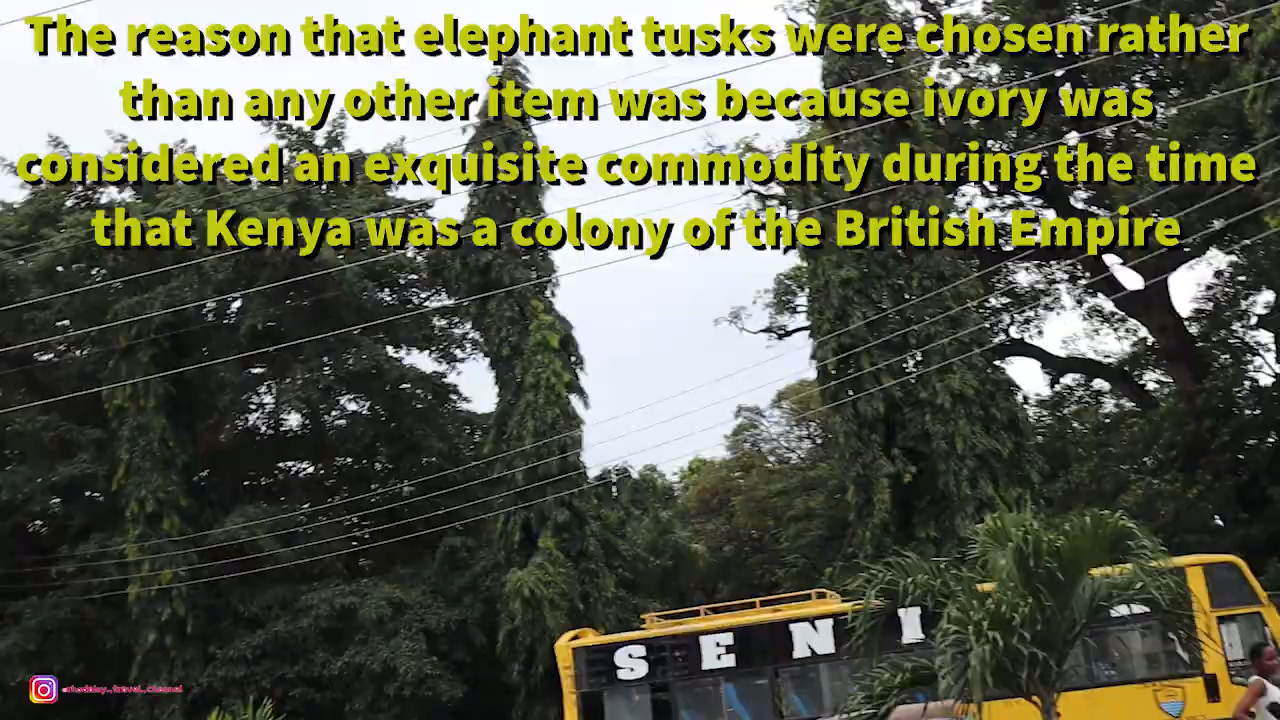 The reason that elephant tusks were chosen rather
than any other item was because ivory was
considered an exquisite commodity during the time
that Kenya was a colony of the British Empire
SENI